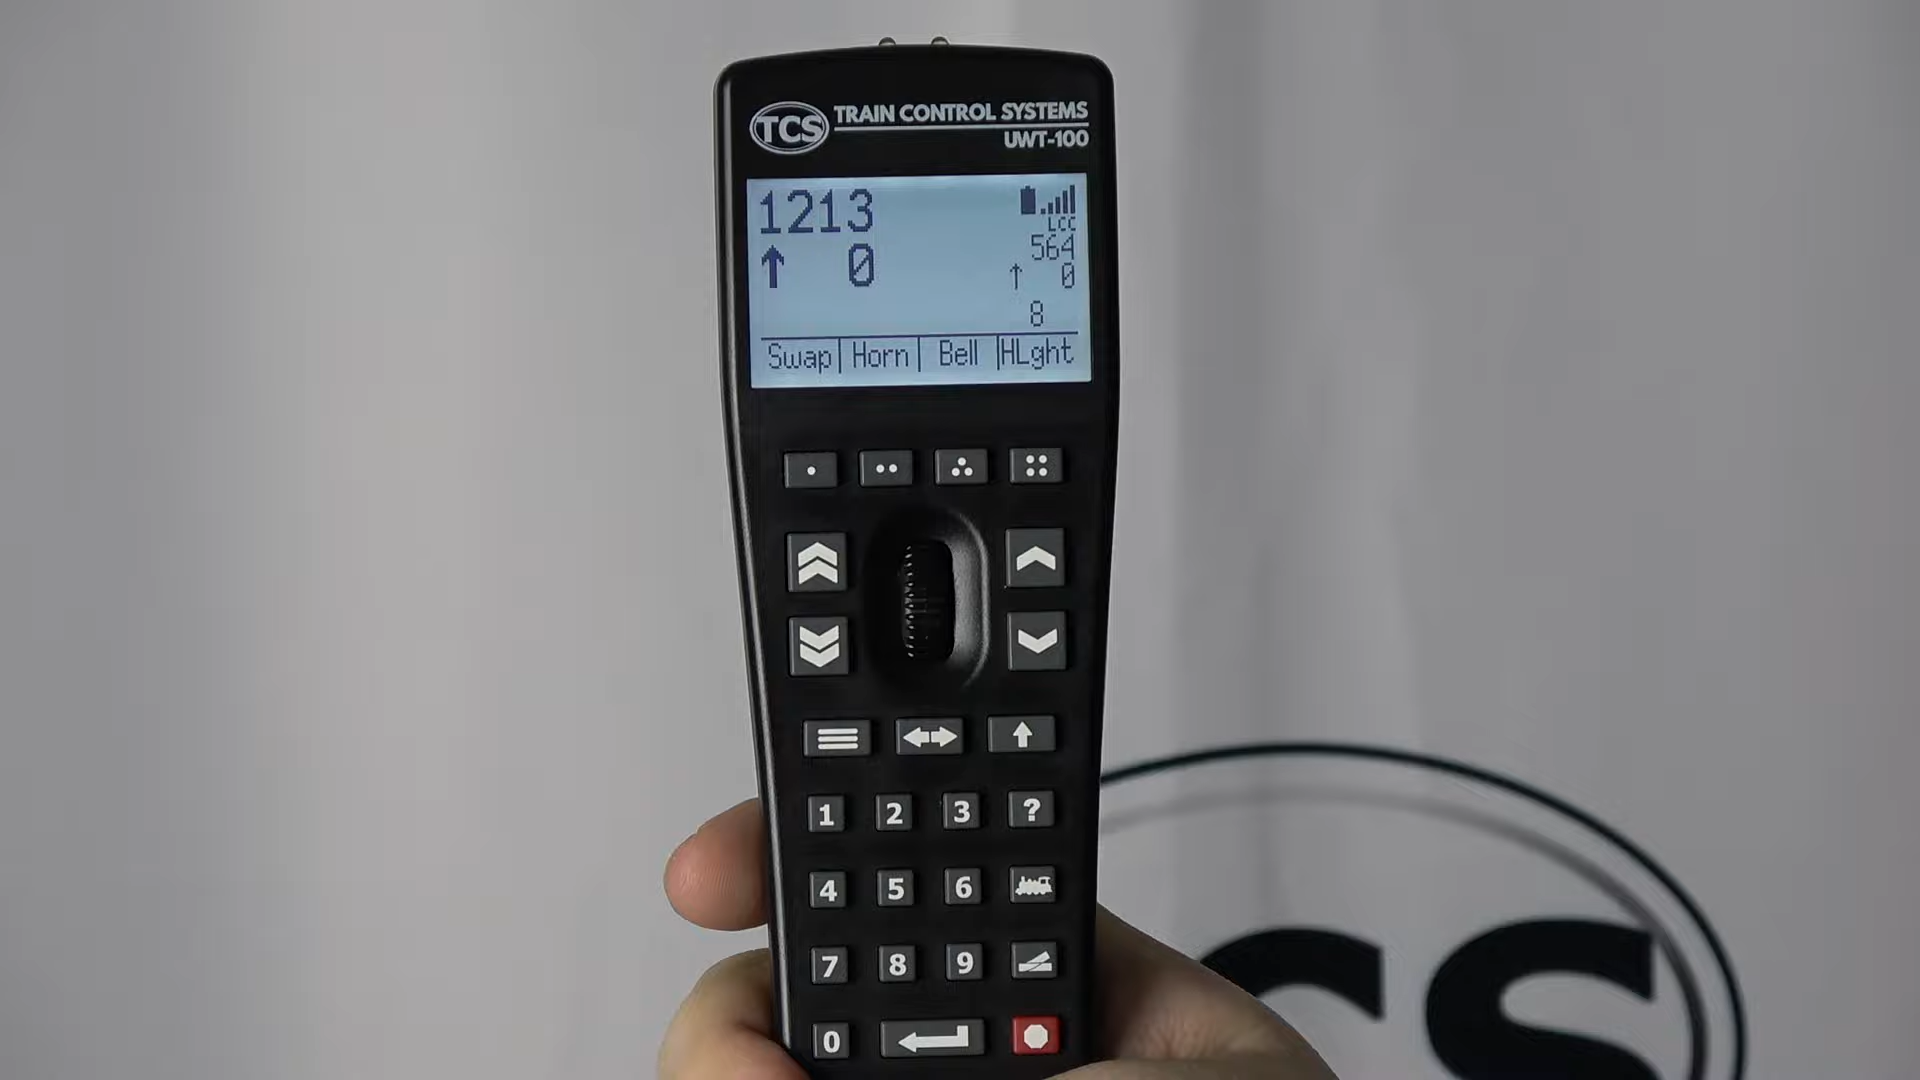 TCS TRAIN CONTROL SYSTEMS
UWT-100
1213
LCC
↑ 0
564
↑ 0
8
Swap Horn Bell HLght
1 2 3 ?
4 5 6
7 8 9
0
CS